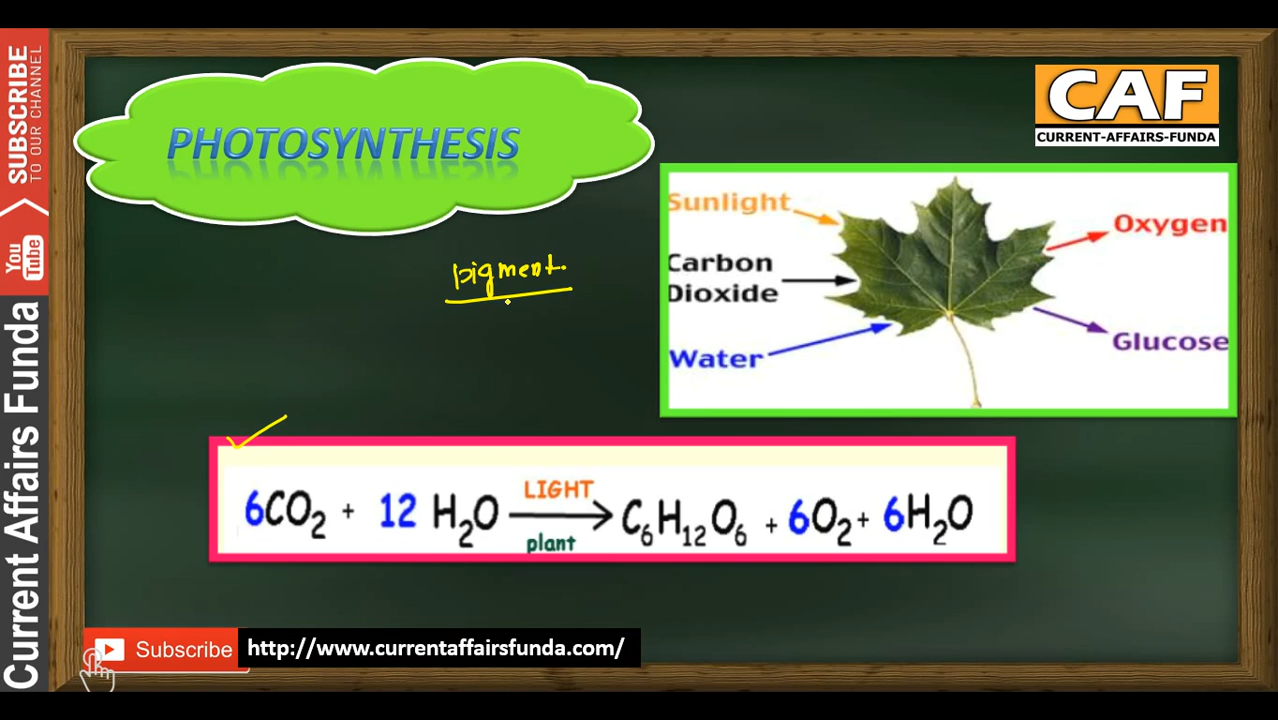 SUBSCRIBE
TO OUR CHANNEL
You
Tube
Current Affairs Funda
PHOTOSYNTHESIS
CAF
CURRENT-AFFAIRS-FUNDA
pigment.
Sunlight
Carbon
Dioxide
Water
Oxygen
Glucose
6CO₂ + 12 H₂O LIGHT plant → C₆H₁₂O₆ + 6O₂ + 6H₂O
Subscribe http://www.currentaffairsfunda.com/